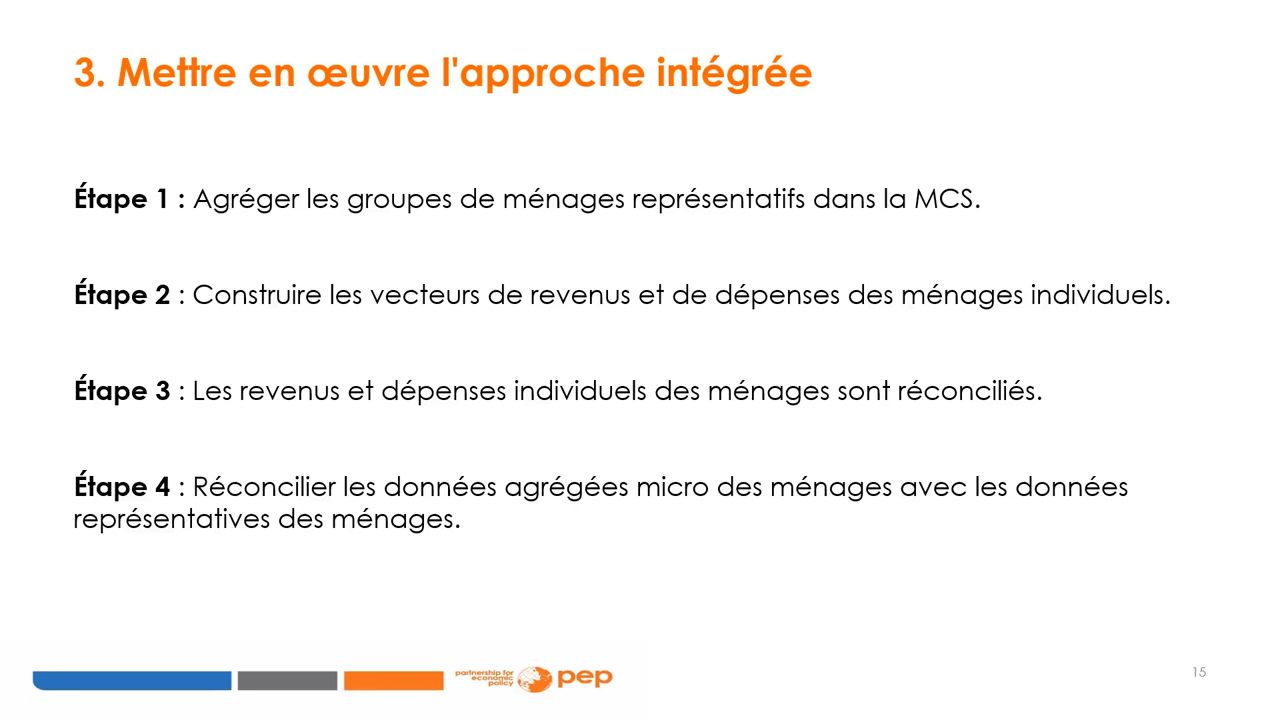 3. Mettre en œuvre l'approche intégrée
Étape 1 : Agréger les groupes de ménages représentatifs dans la MCS.
Étape 2 : Construire les vecteurs de revenus et de dépenses des ménages individuels.
Étape 3 : Les revenus et dépenses individuels des ménages sont réconciliés.
Étape 4 : Réconcilier les données agrégées micro des ménages avec les données
représentatives des ménages.
partnership for
economic
policy
pep
15